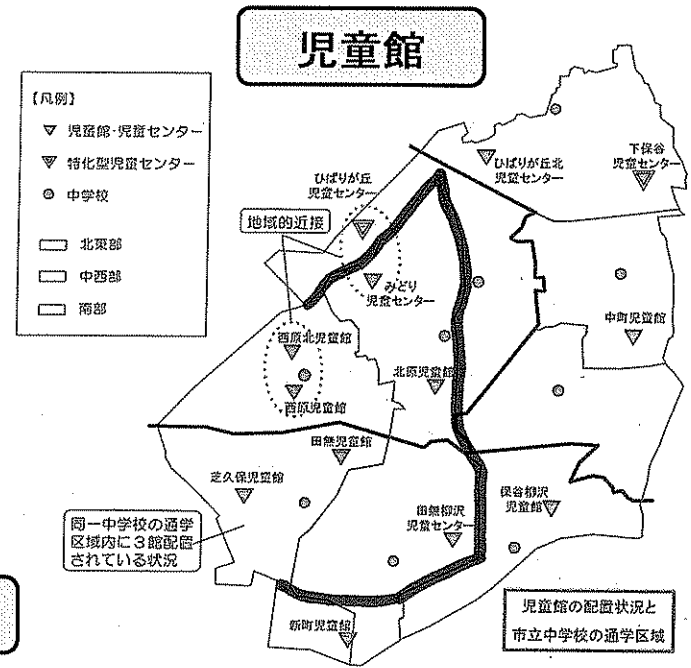 児童館
【凡例】
児童館・児童センター
特化型児童センター
中学校
北東部
中西部
南部
ひばりが丘
児童センター
地域的近接
ひばりが丘北
児童センター
下保谷
児童センター
みどり
児童センター
中町児童館
西原北児童館
北原児童館
西原児童館
田無児童館
芝久保児童館
保谷柳沢
児童館
田無柳沢
児童センター
同一中学校の通学
区域内に3館配置
されている状況
新町児童館
児童館の配置状況と
市立中学校の通学区域